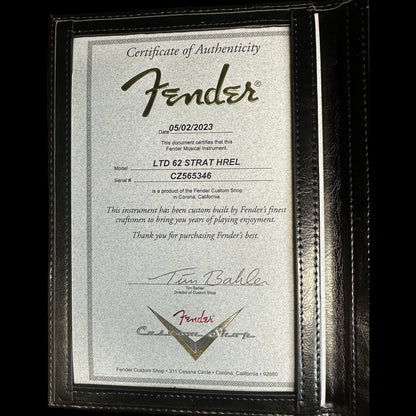 Certificate of Authenticity
Fender®
Date 05/02/2023
This document certifies that this
Fender Musical Instrument.
Model LTD 62 STRAT HREL
Serial # CZ565346
is a product of the Fender Custom Shop
in Corona, California.
This instrument has been custom built by Fender's finest
craftsmen to bring you years of playing enjoyment.
Thank you for purchasing Fender's best.
Tim Bahler
Tim Bahler
Director of Custom Shop
Fender
Custom Shop
Fender Custom Shop • 311 Cessna Circle • Corona, California • 92880